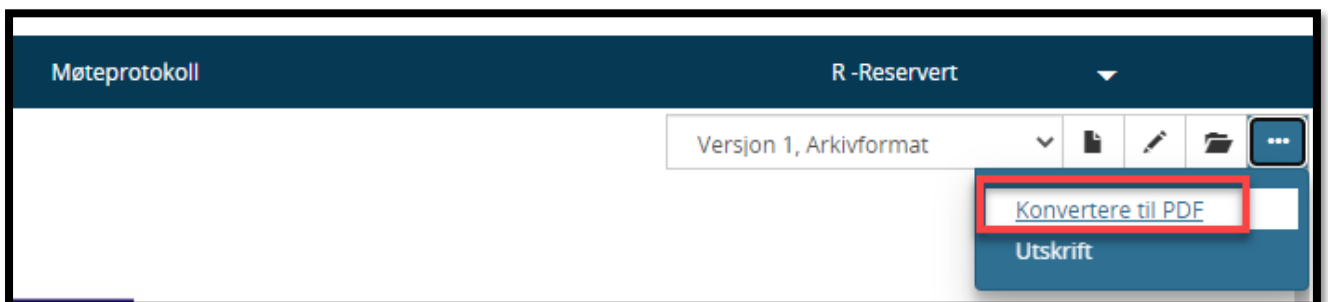 Møteprotokoll R -Reservert
Versjon 1, Arkivformat
Konvertere til PDF
Utskrift